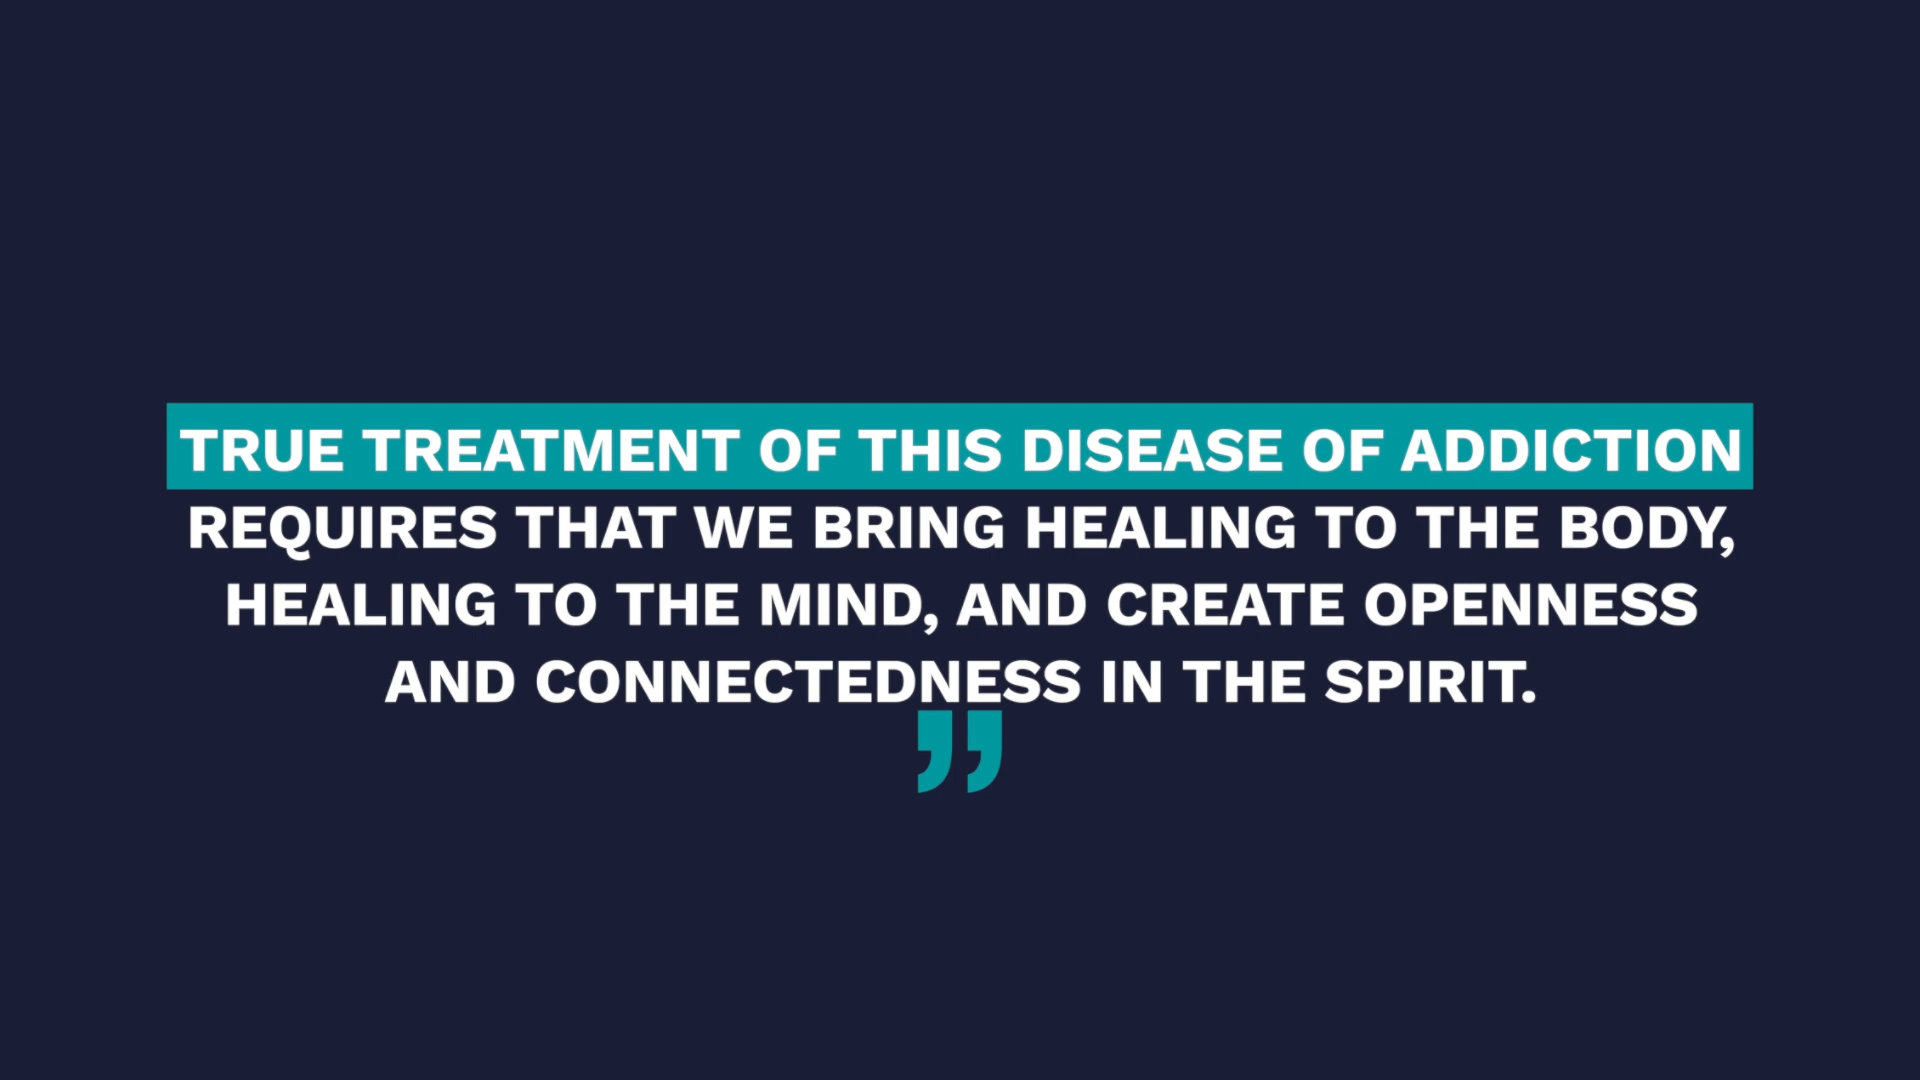 TRUE TREATMENT OF THIS DISEASE OF ADDICTION
REQUIRES THAT WE BRING HEALING TO THE BODY,
HEALING TO THE MIND, AND CREATE OPENNESS
AND CONNECTEDNESS IN THE SPIRIT.
”